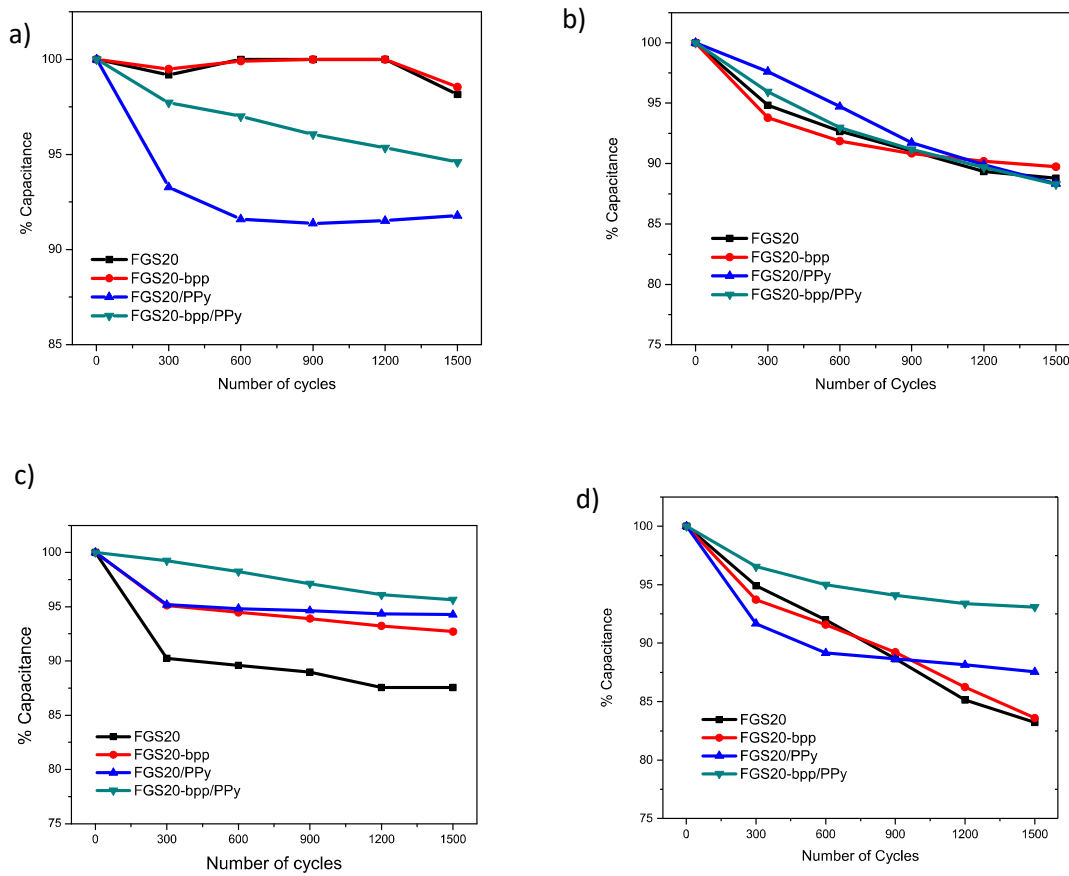 a)
100
95
90
85
% Capacitance
FGS20
FGS20-bpp
FGS20/PPy
FGS20-bpp/PPy
0 300 600 900 1200 1500
Number of cycles
b)
100
95
90
85
80
75
% Capacitance
FGS20
FGS20-bpp
FGS20/PPy
FGS20-bpp/PPy
0 300 600 900 1200 1500
Number of Cycles
c)
100
95
90
85
80
75
% Capacitance
FGS20
FGS20-bpp
FGS20/PPy
FGS20-bpp/PPy
0 300 600 900 1200 1500
Number of cycles
d)
100
95
90
85
80
75
% Capacitance
FGS20
FGS20-bpp
FGS20/PPy
FGS20-bpp/PPy
0 300 600 900 1200 1500
Number of Cycles